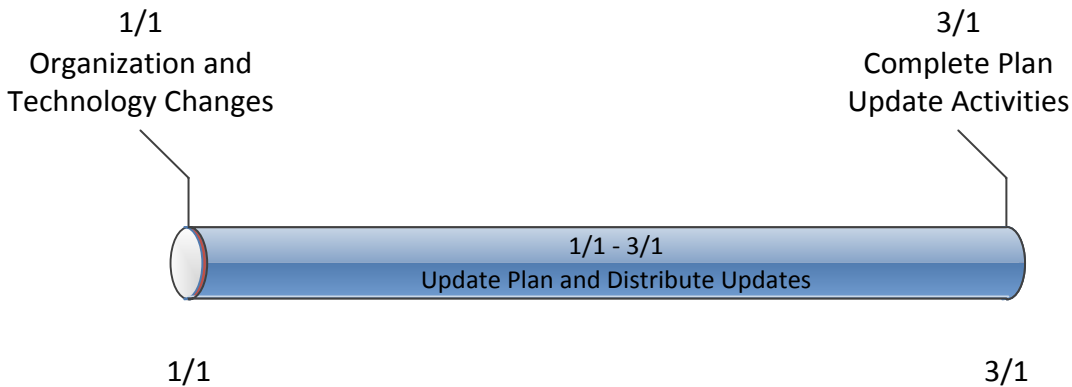 1/1
Organization and
Technology Changes
3/1
Complete Plan
Update Activities
1/1 - 3/1
Update Plan and Distribute Updates
1/1
3/1